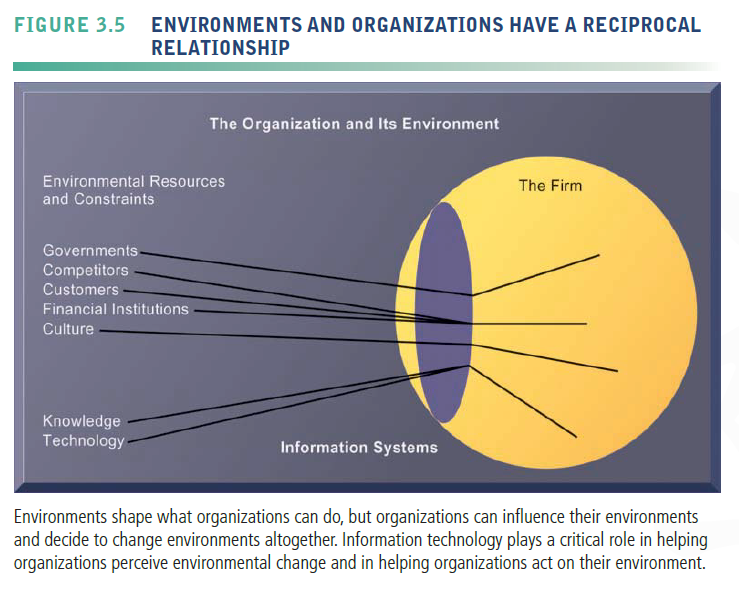 FIGURE 3.5 ENVIRONMENTS AND ORGANIZATIONS HAVE A RECIPROCAL
RELATIONSHIP
The Organization and Its Environment
Environmental Resources
and Constraints
The Firm
Governments
Competitors
Customers
Financial Institutions
Culture
Knowledge
Technology
Information Systems
Environments shape what organizations can do, but organizations can influence their environments
and decide to change environments altogether. Information technology plays a critical role in helping
organizations perceive environmental change and in helping organizations act on their environment.